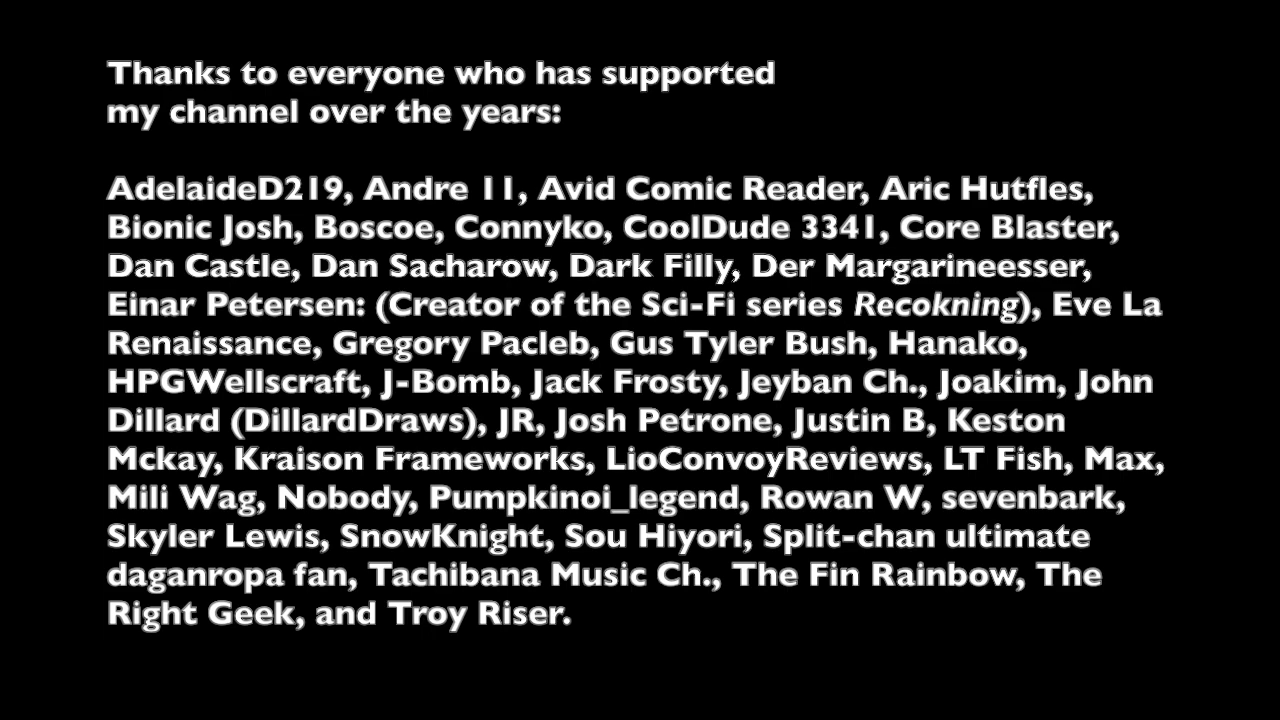 Thanks to everyone who has supported
my channel over the years:
AdelaideD219, Andre 11, Avid Comic Reader, Aric Hutfles,
Bionic Josh, Boscoe, Connyko, CoolDude 3341, Core Blaster,
Dan Castle, Dan Sacharow, Dark Filly, Der Margarineesser,
Einar Petersen: (Creator of the Sci-Fi series Recokning), Eve La
Renaissance, Gregory Pacleb, Gus Tyler Bush, Hanako,
HPGWellscraft, J-Bomb, Jack Frosty, Jeyban Ch., Joakim, John
Dillard (DillardDraws), JR, Josh Petrone, Justin B, Keston
Mckay, Kraison Frameworks, LioConvoyReviews, LT Fish, Max,
Mili Wag, Nobody, Pumpkinoi_legend, Rowan W, sevenbark,
Skyler Lewis, SnowKnight, Sou Hiyori, Split-chan ultimate
daganropa fan, Tachibana Music Ch., The Fin Rainbow, The
Right Geek, and Troy Riser.